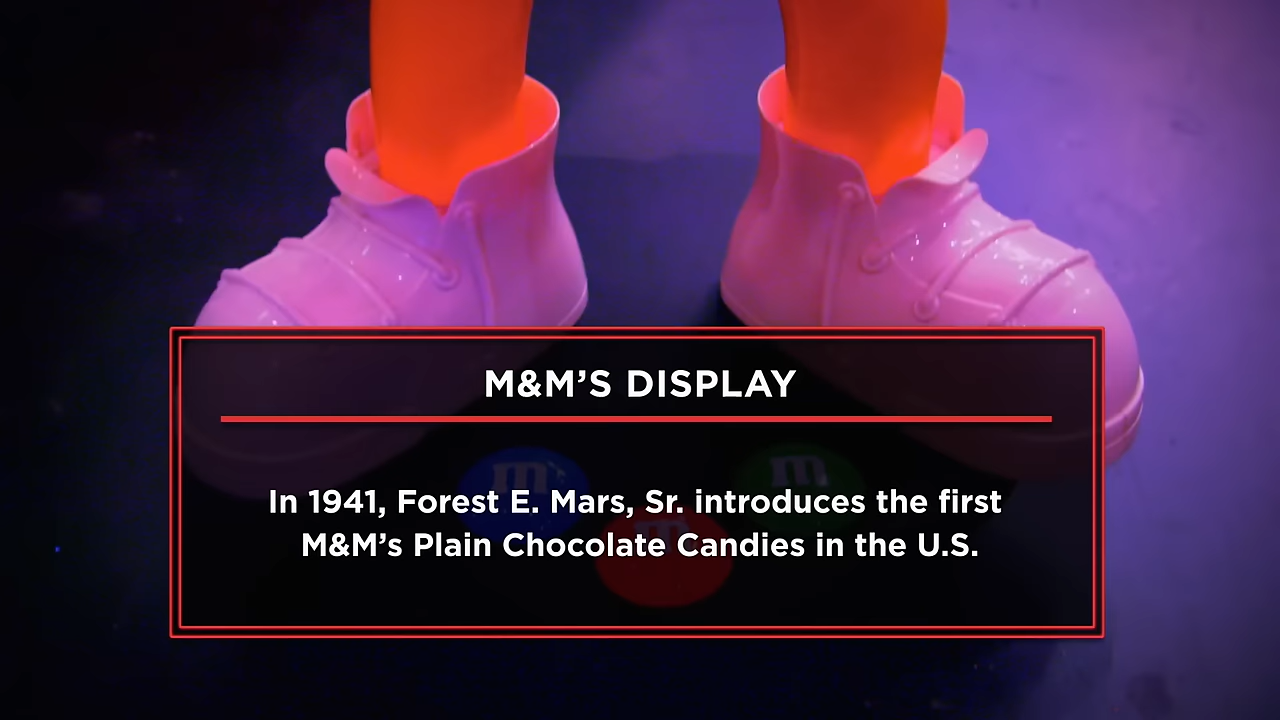 M&M’S DISPLAY
In 1941, Forest E. Mars, Sr. introduces the first
M&M’s Plain Chocolate Candies in the U.S.
m
m
m